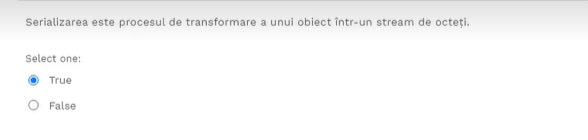 Serializarea este procesul de transformare a unui obiect într-un stream de octeți.
Select one:
True
False